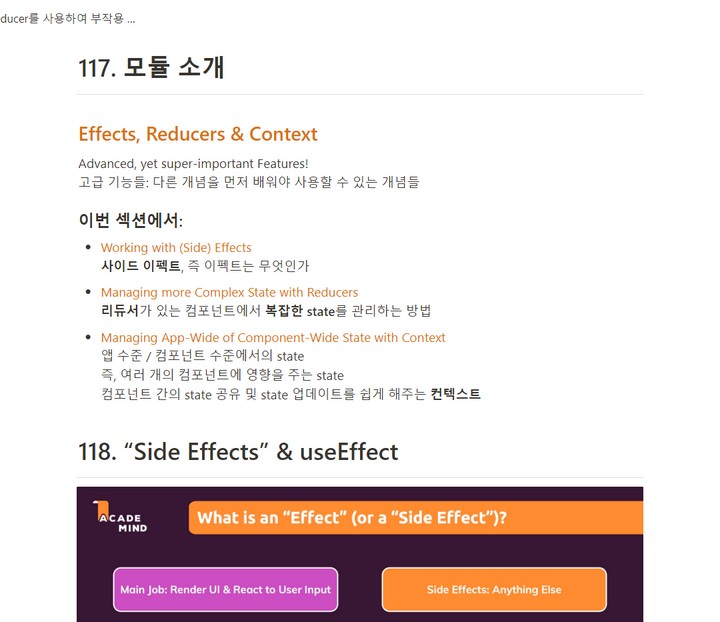 ducer를 사용하여 부작용 ...
117. 모듈 소개
Effects, Reducers & Context
Advanced, yet super-important Features!
고급 기능들: 다른 개념을 먼저 배워야 사용할 수 있는 개념들
이번 섹션에서:
Working with (Side) Effects
사이드 이펙트, 즉 이펙트는 무엇인가
Managing more Complex State with Reducers
리듀서가 있는 컴포넌트에서 복잡한 state를 관리하는 방법
Managing App-Wide of Component-Wide State with Context
앱 수준 / 컴포넌트 수준에서의 state
즉, 여러 개의 컴포넌트에 영향을 주는 state
컴포넌트 간의 state 공유 및 state 업데이트를 쉽게 해주는 컨텍스트
118. “Side Effects” & useEffect
ACADE
MIND
What is an “Effect” (or a “Side Effect”)?
Main Job: Render UI & React to User Input
Side Effects: Anything Else